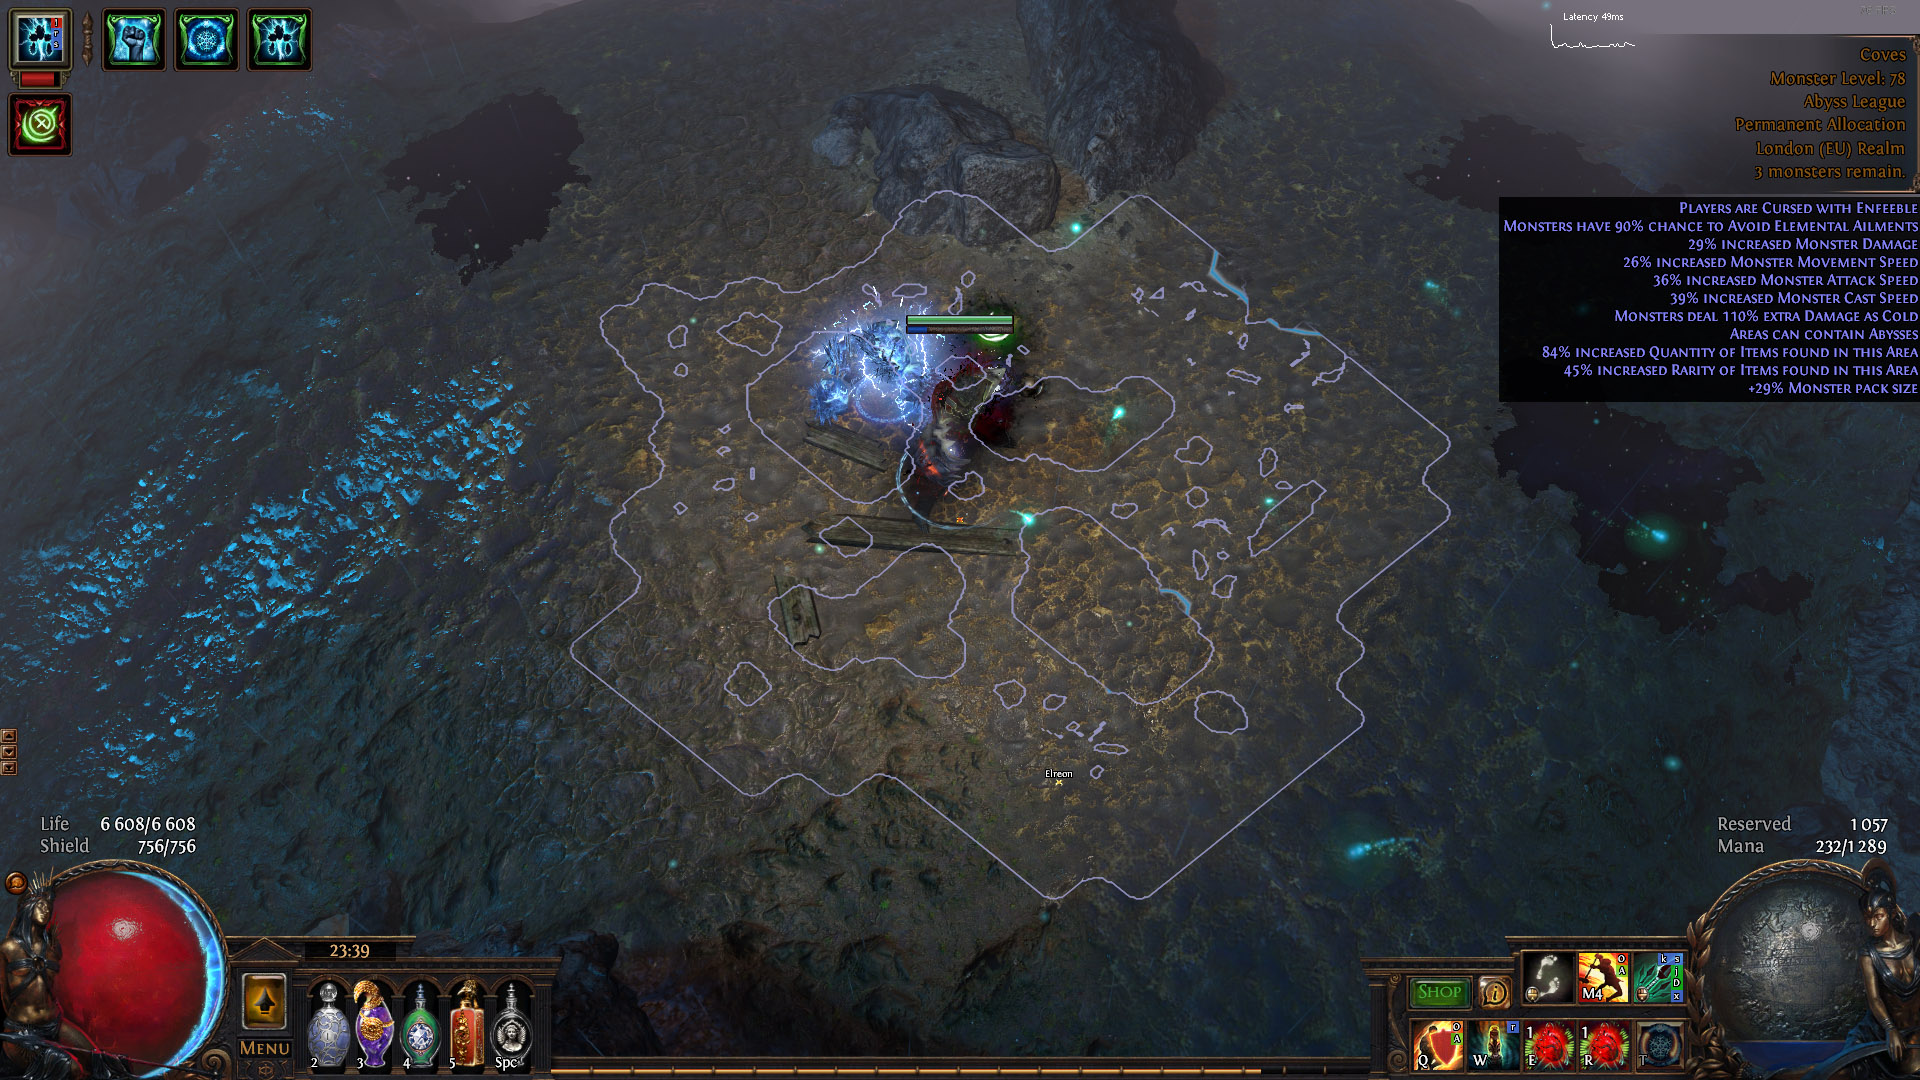 Latency 49ms
Coves
Monster Level: 78
Abyss League
Permanent Allocation
London (EU) Realm
3 monsters remain.
Players are Cursed with Enfeeble
Monsters have 90% chance to Avoid Elemental Ailments
29% increased Monster Damage
26% increased Monster Movement Speed
36% increased Monster Attack Speed
39% increased Monster Cast Speed
Monsters deal 110% extra Damage as Cold
Areas can contain Abysses
84% increased Quantity of Items found in this Area
45% increased Rarity of Items found in this Area
+29% Monster pack size
Elreon
Life 6 608/6 608
Shield 756/756
Reserved 1 057
Mana 232/1 289
23:39
Menu
2 3 4 5 Spc
Shop
M4 O A k s j D x
Q O A W r 1 E 1 R T